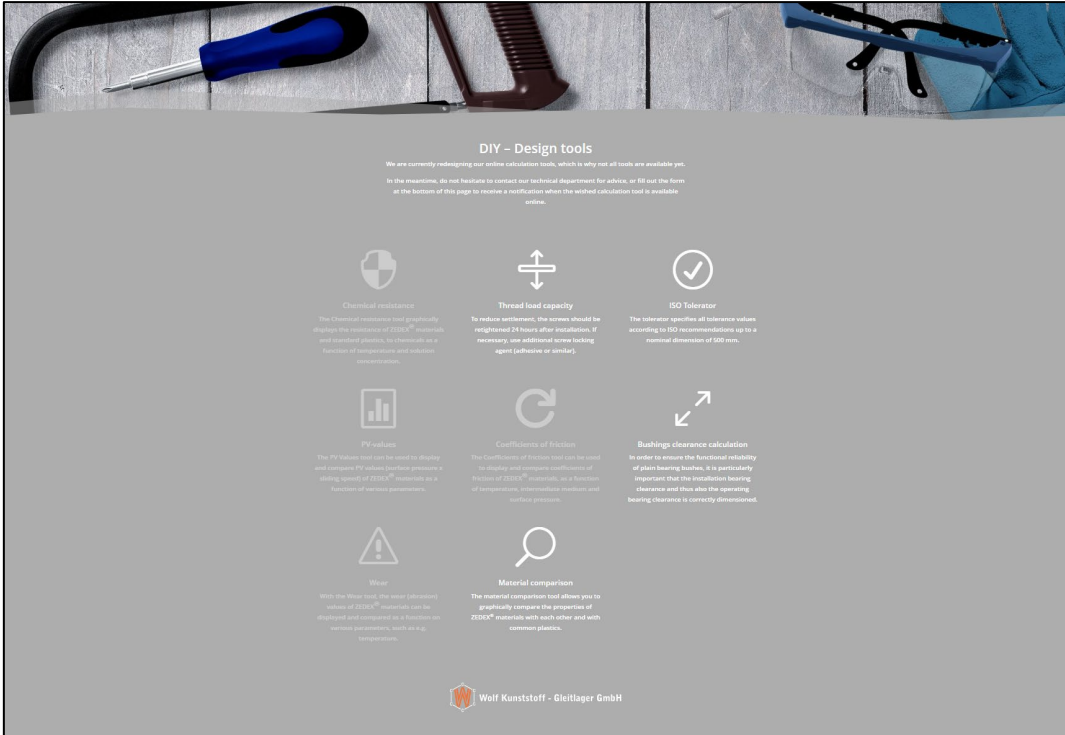 DIY – Design tools
We are currently redesigning our online calculation tools, which is why not all tools are available yet.
In the meantime, do not hesitate to contact our technical department for advice, or fill out the form
at the bottom of this page to receive a notification when the wished calculation tool is available
online.
Chemical resistance
The Chemical resistance tool graphically
displays the resistance of ZEDEX® materials
and standard plastics, to chemicals as a
function of temperature and solution
concentration.
Thread load capacity
To reduce settlement, the screws should be
retightened 24 hours after installation. If
necessary, use additional screw locking
agent (adhesive or similar).
ISO Tolerator
The tolerator specifies all tolerance values
according to ISO recommendations up to a
nominal dimension of 500 mm.
PV-values
The PV-Values tool can be used to display
and compare PV values (surface pressure x
sliding speed) of ZEDEX® materials as a
function of various parameters.
Coefficients of friction
The Coefficients of friction tool can be used
to display and compare coefficients of
friction of ZEDEX® materials, as a function
of temperature, intermediate medium and
surface pressure.
Bushings clearance calculation
In order to ensure the functional reliability
of plain bearing bushes, it is particularly
important that the installation bearing
clearance and thus also the operating
bearing clearance is correctly dimensioned.
Wear
With the Wear tool, the wear (abrasion)
values of ZEDEX® materials can be
displayed and compared as a function on
various parameters, such as e.g.
temperature.
Material comparison
The material comparison tool allows you to
graphically compare the properties of
ZEDEX® materials with each other and with
common plastics.
Wolf Kunststoff - Gleitlager GmbH